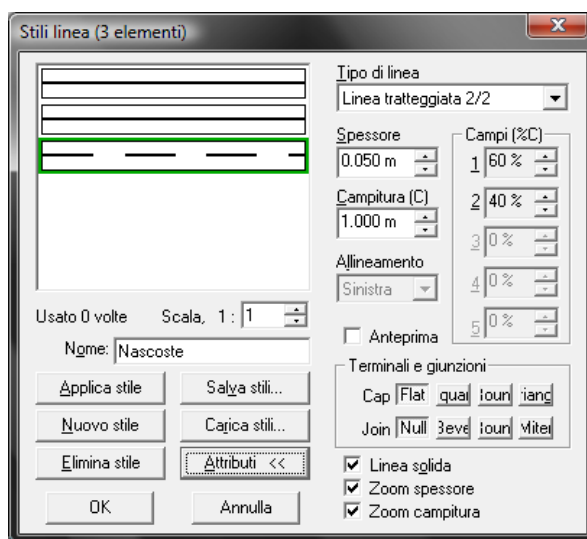 Stili linea (3 elementi)
Tipo di linea
Linea tratteggiata 2/2
Spessore
0.050 m
Campitura (C)
1.000 m
Allineamento
Sinistra
Campi (%C)
1 60 %
2 40 %
3 0 %
4 0 %
5 0 %
Usato 0 volte Scala, 1 : 1
Nome: Nascoste
Anteprima
Applica stile Salva stili...
Nuovo stile Carica stili...
Elimina stile Attributi <<
OK Annulla
Terminali e giunzioni
Cap Flat
Join Null
Linea solida
Zoom spessore
Zoom campitura